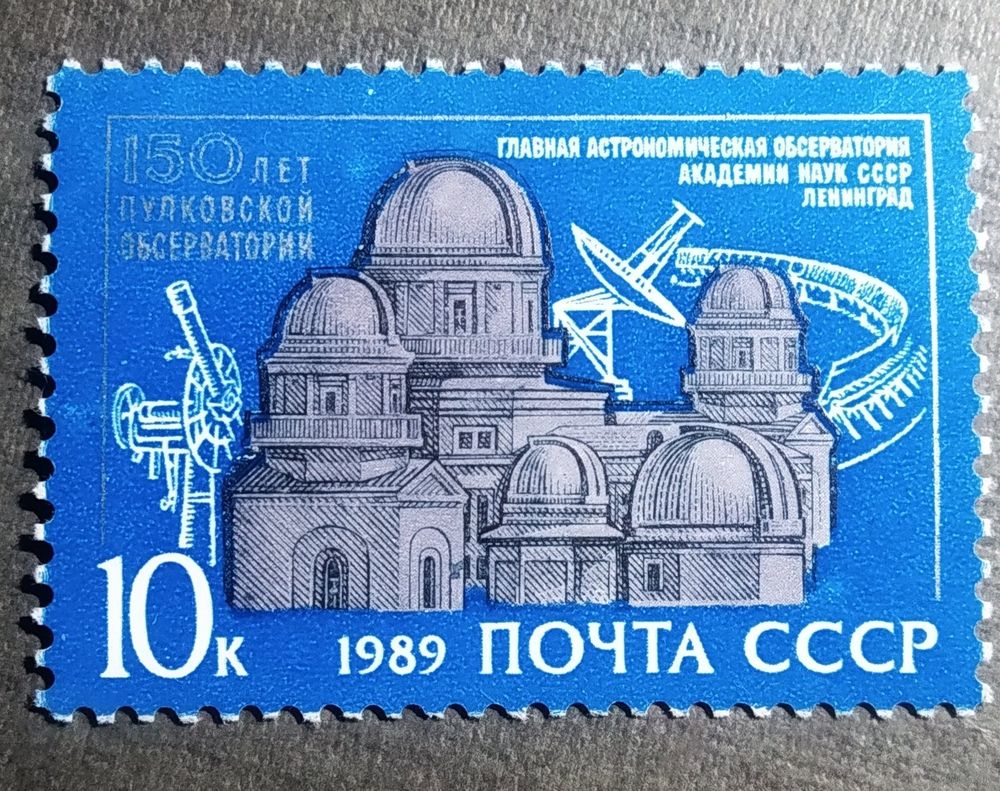 150 ЛЕТ
ПУЛКОВСКОЙ
ОБСЕРВАТОРИИ
ГЛАВНАЯ АСТРОНОМИЧЕСКАЯ ОБСЕРВАТОРИЯ
АКАДЕМИИ НАУК СССР
ЛЕНИНГРАД
10к 1989 ПОЧТА СССР